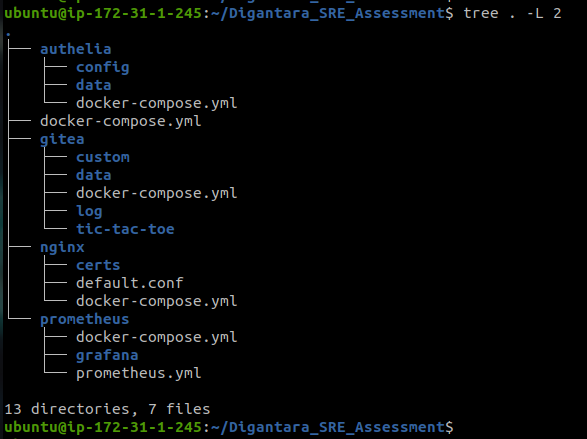 ubuntu@ip-172-31-1-245:~/Digantara_SRE_Assessment$ tree . -L 2
.
├── authelia
│   ├── config
│   ├── data
│   └── docker-compose.yml
├── docker-compose.yml
├── gitea
│   ├── custom
│   ├── data
│   ├── docker-compose.yml
│   ├── log
│   └── tic-tac-toe
├── nginx
│   ├── certs
│   ├── default.conf
│   └── docker-compose.yml
└── prometheus
    ├── docker-compose.yml
    ├── grafana
    └── prometheus.yml

13 directories, 7 files
ubuntu@ip-172-31-1-245:~/Digantara_SRE_Assessment$